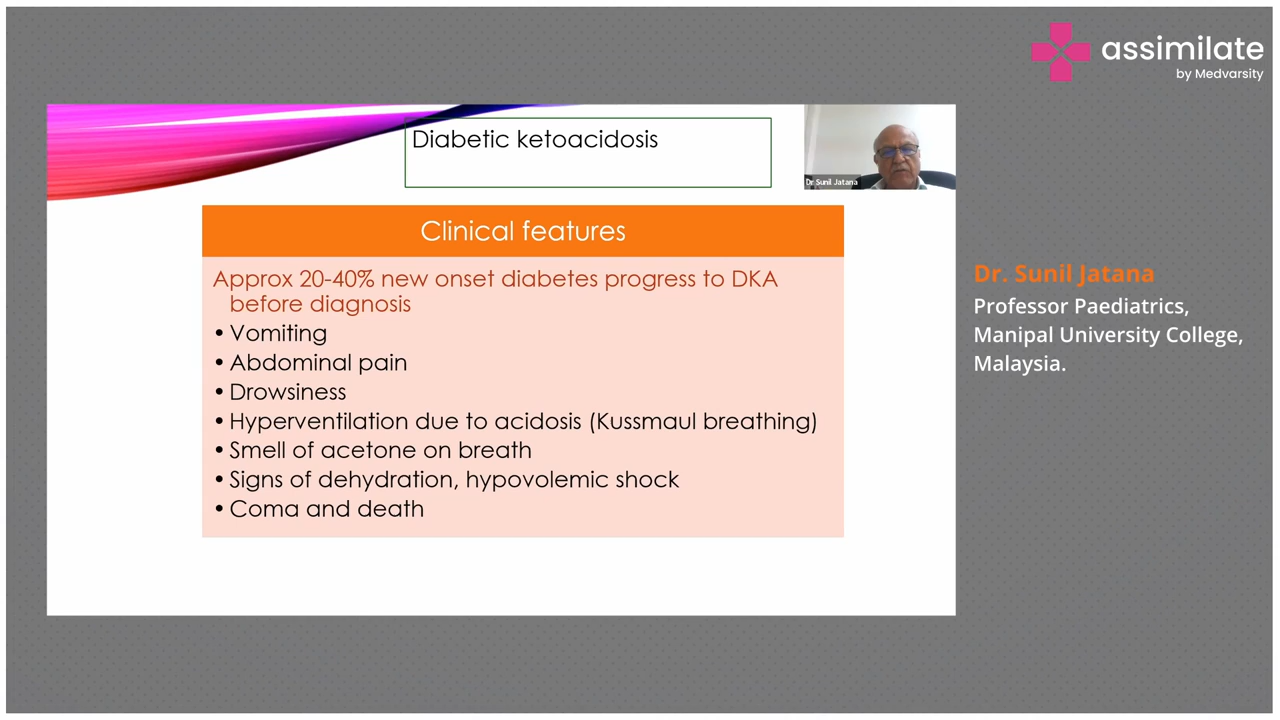 assimilate
by Medvarsity
Diabetic ketoacidosis
Dr Sunil Jatana
Clinical features
Approx 20-40% new onset diabetes progress to DKA
before diagnosis
• Vomiting
• Abdominal pain
• Drowsiness
• Hyperventilation due to acidosis (Kussmaul breathing)
• Smell of acetone on breath
• Signs of dehydration, hypovolemic shock
• Coma and death
Dr. Sunil Jatana
Professor Paediatrics,
Manipal University College,
Malaysia.